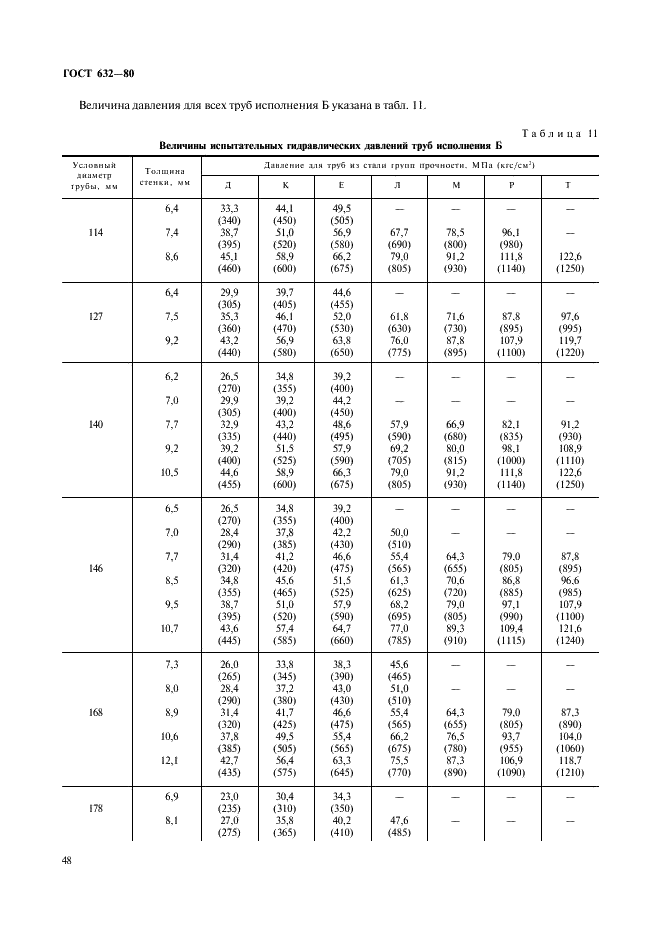 ГОСТ 632—80
Величина давления для всех труб исполнения Б указана в табл. 11.
Таблица 11
Величины испытательных гидравлических давлений труб исполнения Б
Условный диаметр трубы, мм | Толщина стенки, мм | Давление для труб из стали групп прочности, МПа (кгс/см²)
Д К Е Л М Р Т
6,4 33,3 44,1 49,5 — — — —
(340) (450) (505)
114 7,4 38,7 51,0 56,9 67,7 78,5 96,1 —
(395) (520) (580) (690) (800) (980)
8,6 45,1 58,9 66,2 79,0 91,2 111,8 122,6
(460) (600) (675) (805) (930) (1140) (1250)
6,4 29,9 39,7 44,6 — — — —
(305) (405) (455)
127 7,5 35,3 46,1 52,0 61,8 71,6 87,8 97,6
(360) (470) (530) (630) (730) (895) (995)
9,2 43,2 56,9 63,8 76,0 87,8 107,9 119,7
(440) (580) (650) (775) (895) (1100) (1220)
6,2 26,5 34,8 39,2 — — — —
(270) (355) (400)
7,0 29,9 39,2 44,2 — — — —
(305) (400) (450)
140 7,7 32,9 43,2 48,6 57,9 66,9 82,1 91,2
(335) (440) (495) (590) (680) (835) (930)
9,2 39,2 51,5 57,9 69,2 80,0 98,1 108,9
(400) (525) (590) (705) (815) (1000) (1110)
10,5 44,6 58,9 66,3 79,0 91,2 111,8 122,6
(455) (600) (675) (805) (930) (1140) (1250)
6,5 26,5 34,8 39,2 — — — —
(270) (355) (400)
7,0 28,4 37,8 42,2 50,0 — — —
(290) (385) (430) (510)
7,7 31,4 41,2 46,6 55,4 64,3 79,0 87,8
146 (320) (420) (475) (565) (655) (805) (895)
8,5 34,8 45,6 51,5 61,3 70,6 86,8 96,6
(355) (465) (525) (625) (720) (885) (985)
9,5 38,7 51,0 57,9 68,2 79,0 97,1 107,9
(395) (520) (590) (695) (805) (990) (1100)
10,7 43,6 57,4 64,7 77,0 89,3 109,4 121,6
(445) (585) (660) (785) (910) (1115) (1240)
7,3 26,0 33,8 38,3 45,6 — — —
(265) (345) (390) (465)
8,0 28,4 37,2 43,0 51,0 — — —
(290) (380) (430) (510)
168 8,9 31,4 41,7 46,6 55,4 64,3 79,0 87,3
(320) (425) (475) (565) (655) (805) (890)
10,6 37,8 49,5 55,4 66,2 76,5 93,7 104,0
(385) (505) (565) (675) (780) (955) (1060)
12,1 42,7 56,4 63,3 75,5 87,3 106,9 118,7
(435) (575) (645) (770) (890) (1090) (1210)
6,9 23,0 30,4 34,3 — — — —
178 (235) (310) (350)
8,1 27,0 35,8 40,2 47,6 — — —
(275) (365) (410) (485)
48